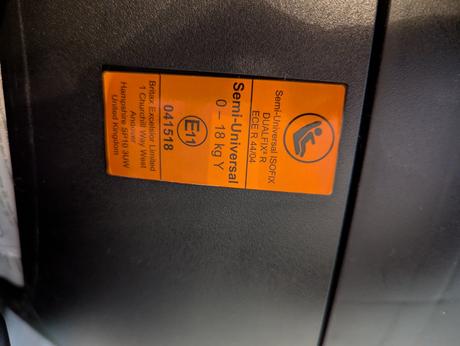 Semi-Universal ISOFIX
DUALFIX² R
ECE R 44/04
Semi-Universal
0 – 18 kg Y
E11
041518
Britax Excelsior Limited
1 Churchill Way West
Andover
Hampshire SP10 3UW
United Kingdom